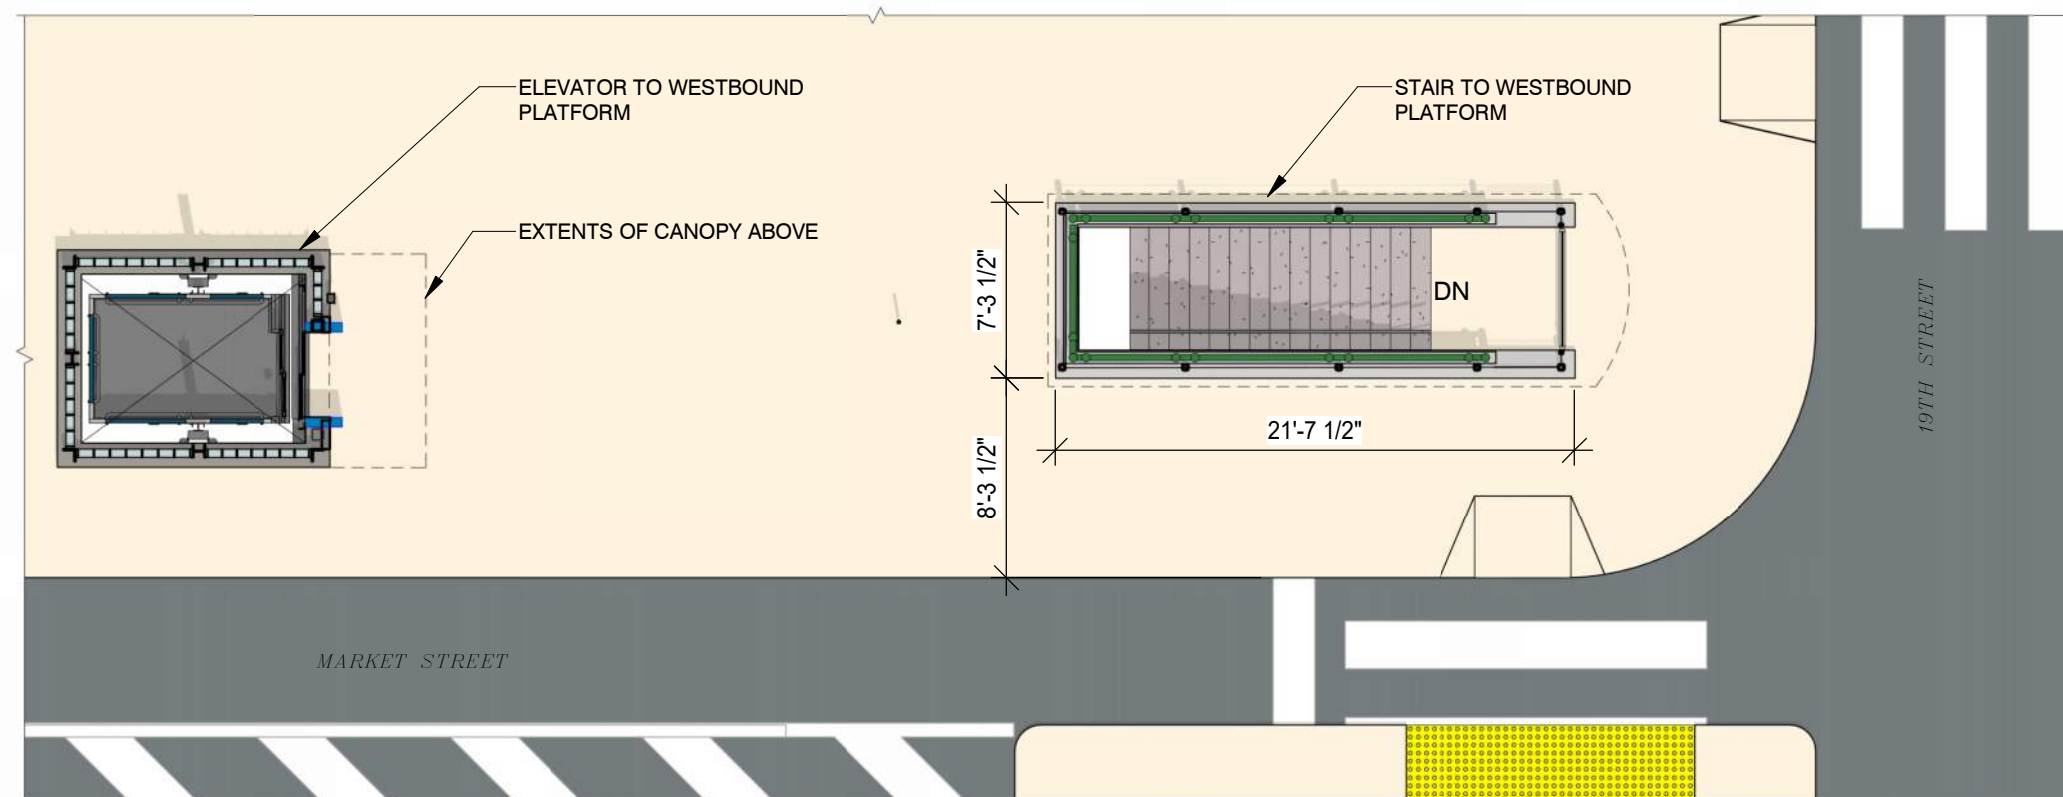 ELEVATOR TO WESTBOUND
PLATFORM
STAIR TO WESTBOUND
PLATFORM
EXTENTS OF CANOPY ABOVE
7'-3 1/2"
DN
19TH STREET
21'-7 1/2"
8'-3 1/2"
MARKET STREET